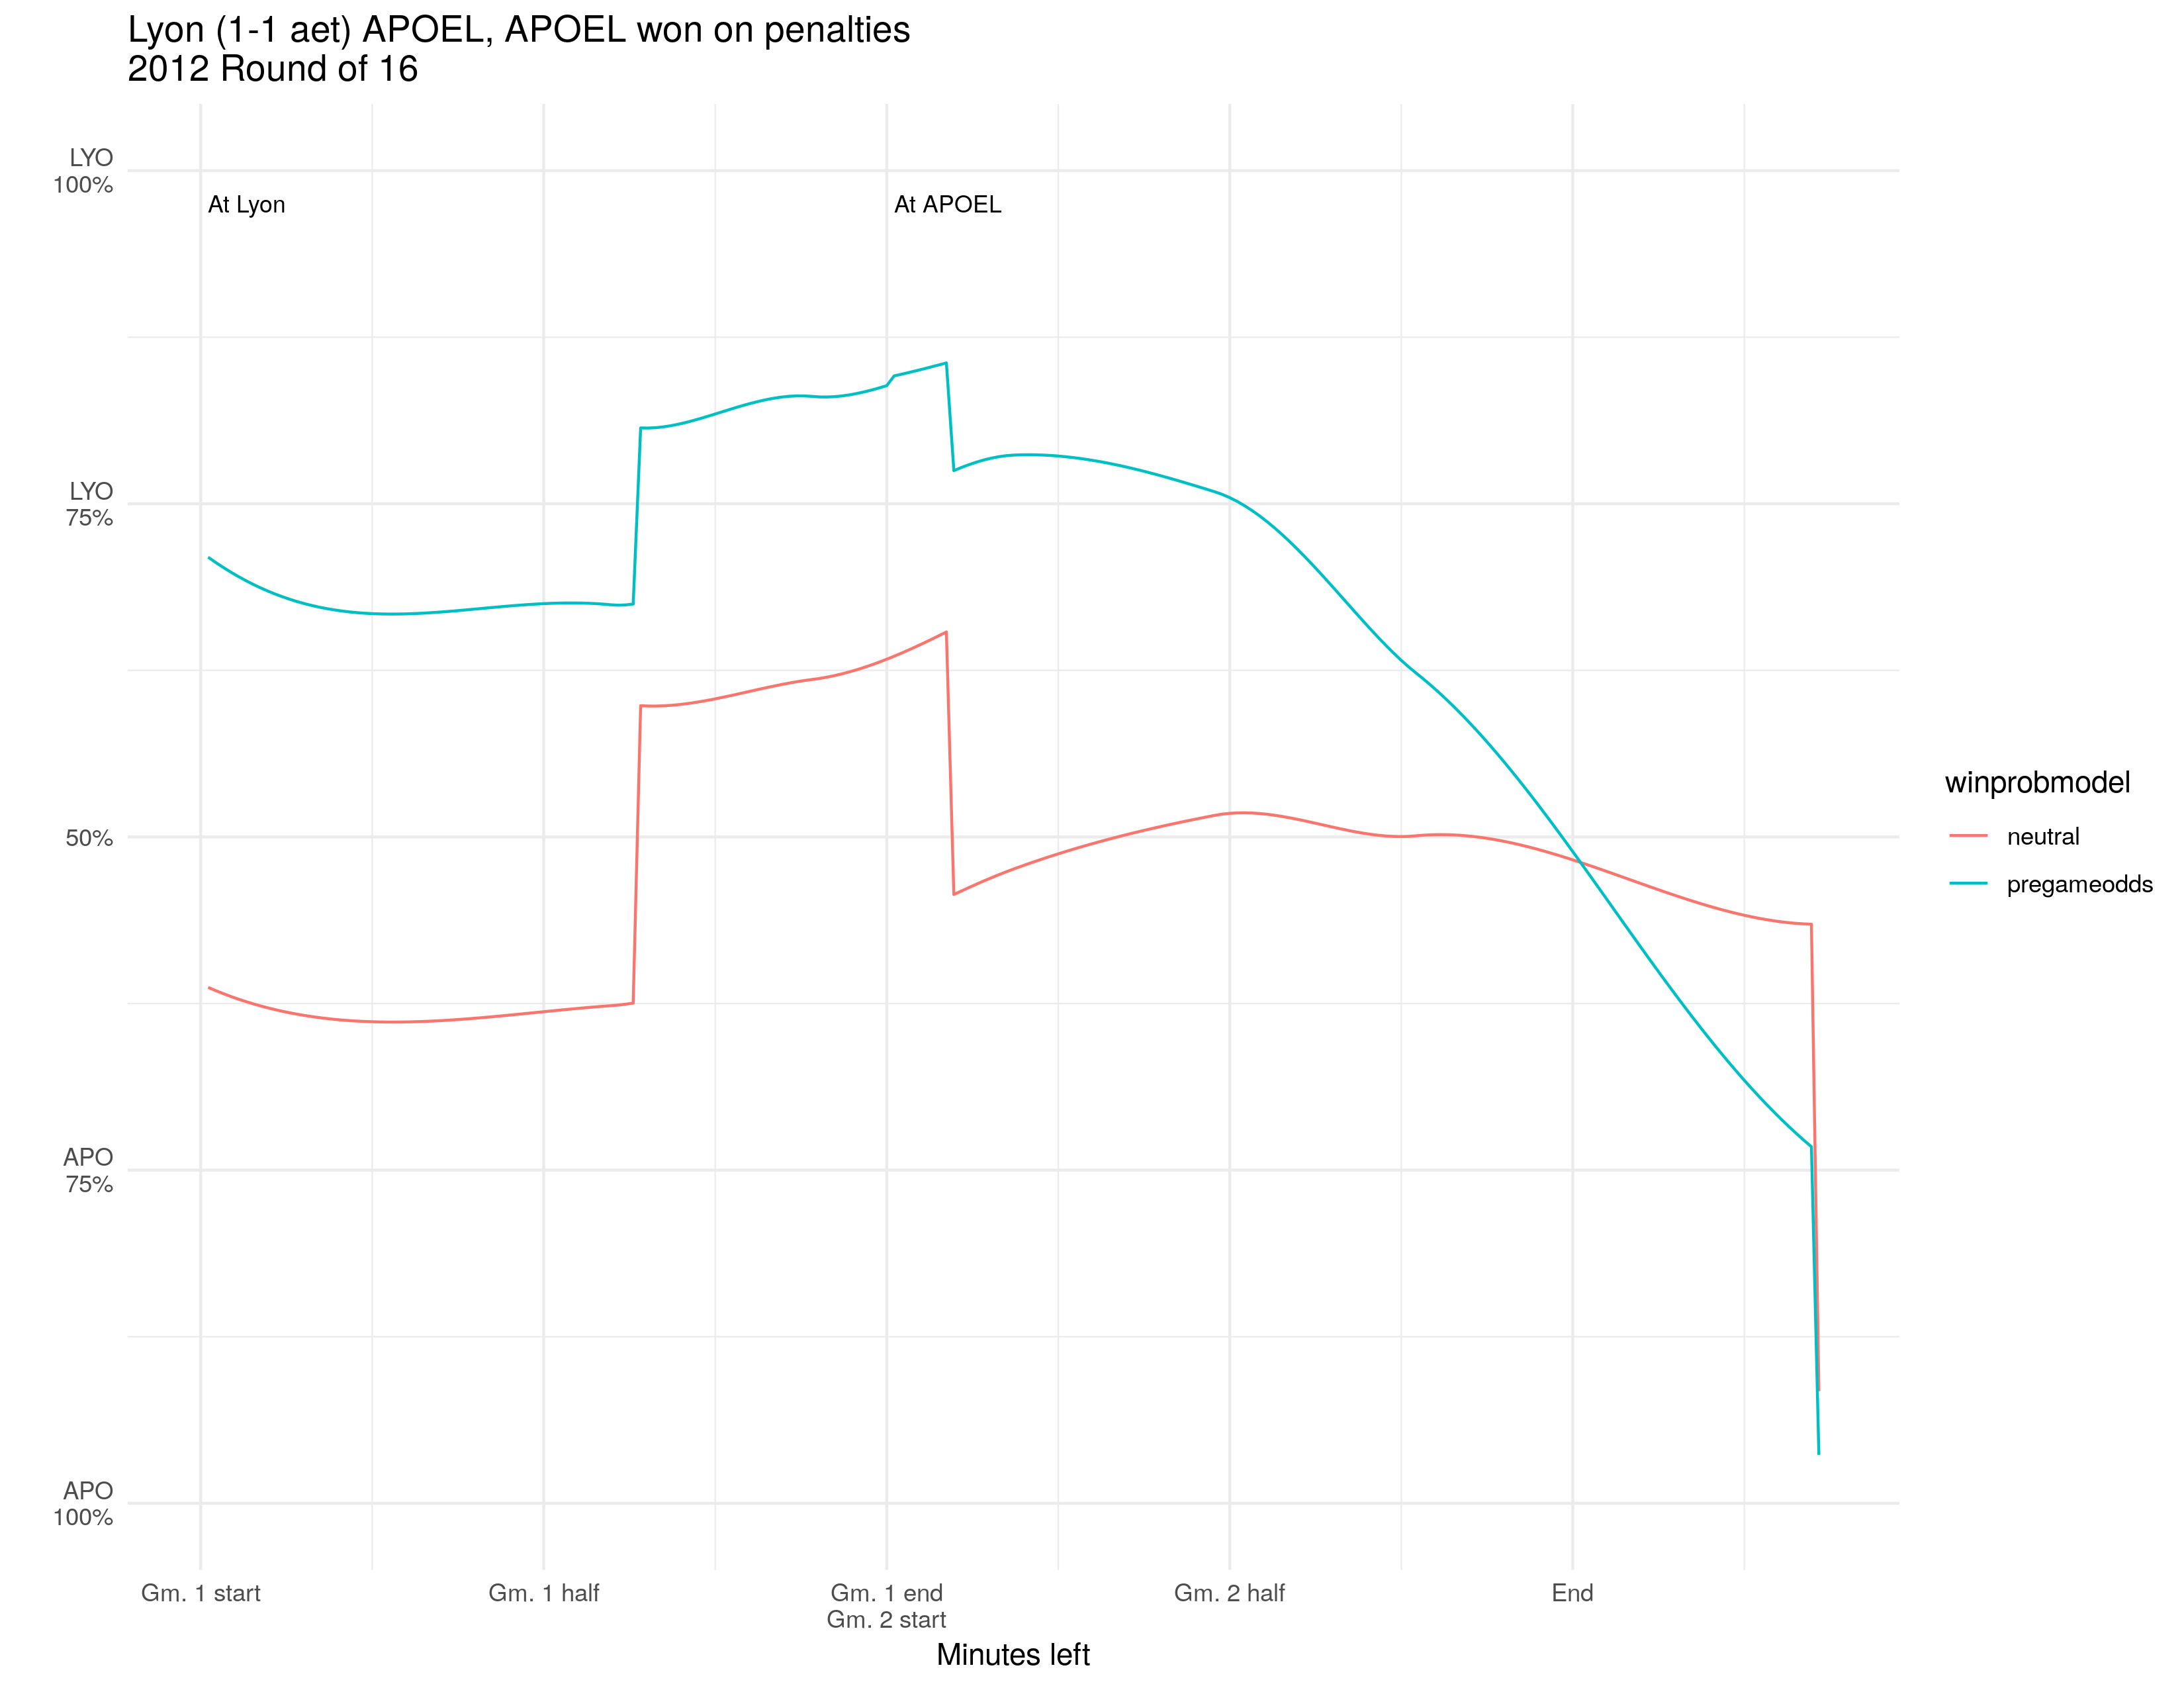 Lyon (1-1 aet) APOEL, APOEL won on penalties
2012 Round of 16
LYO
100%
At Lyon
At APOEL
LYO
75%
50%
APO
75%
APO
100%
winprobmodel
neutral
pregameodds
Gm. 1 start
Gm. 1 half
Gm. 1 end
Gm. 2 start
Gm. 2 half
End
Minutes left